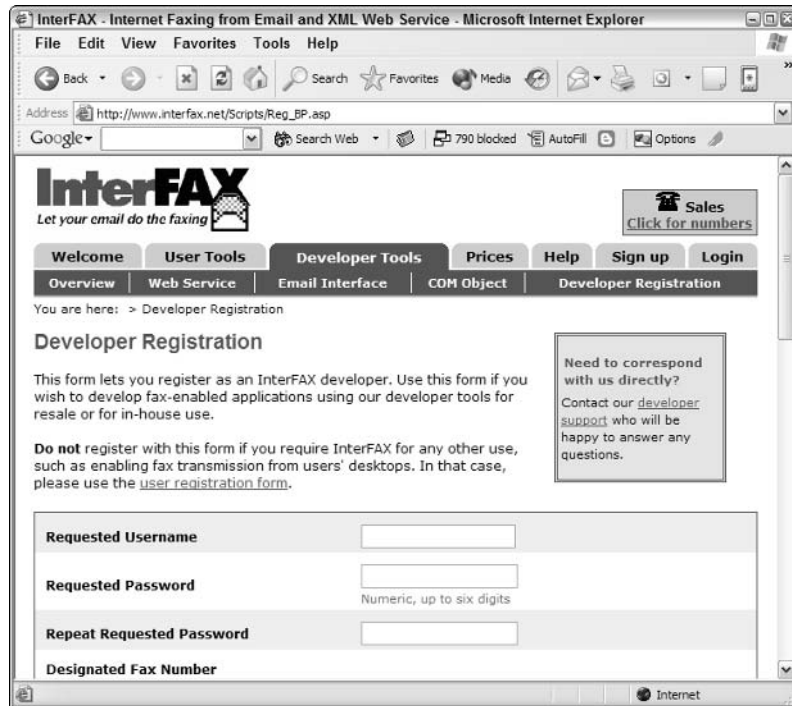 InterFAX - Internet Faxing from Email and XML Web Service - Microsoft Internet Explorer
File Edit View Favorites Tools Help
Back Search Favorites Media
Address http://www.interfax.net/Scripts/Reg_BP.asp
Google Search Web 790 blocked AutoFill Options
InterFAX
Let your email do the faxing
Sales
Click for numbers
Welcome User Tools Developer Tools Prices Help Sign up Login
Overview Web Service Email Interface COM Object Developer Registration
You are here: > Developer Registration
Developer Registration
This form lets you register as an InterFAX developer. Use this form if you
wish to develop fax-enabled applications using our developer tools for
resale or for in-house use.
Do not register with this form if you require InterFAX for any other use,
such as enabling fax transmission from users' desktops. In that case,
please use the user registration form.
Need to correspond
with us directly?
Contact our developer
support who will be
happy to answer any
questions.
Requested Username
Requested Password
Numeric, up to six digits
Repeat Requested Password
Designated Fax Number
Internet